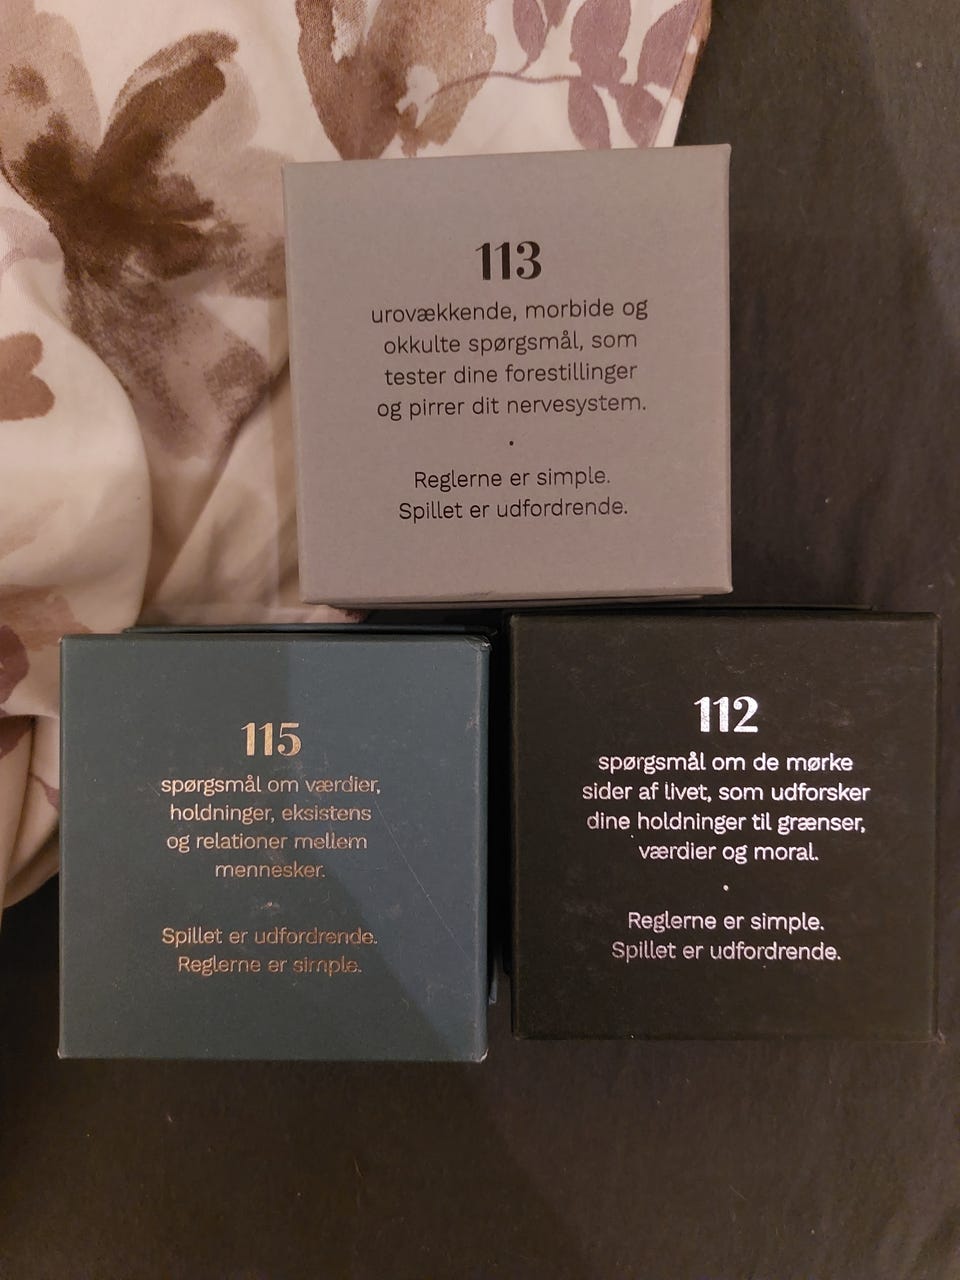 113
urovækkende, morbide og
okkulte spørgsmål, som
tester dine forestillinger
og pirrer dit nervesystem.
•
Reglerne er simple.
Spillet er udfordrende.
115
spørgsmål om værdier,
holdninger, eksistens
og relationer mellem
mennesker.
Spillet er udfordrende.
Reglerne er simple.
112
spørgsmål om de mørke
sider af livet, som udforsker
dine holdninger til grænser,
værdier og moral.
•
Reglerne er simple.
Spillet er udfordrende.